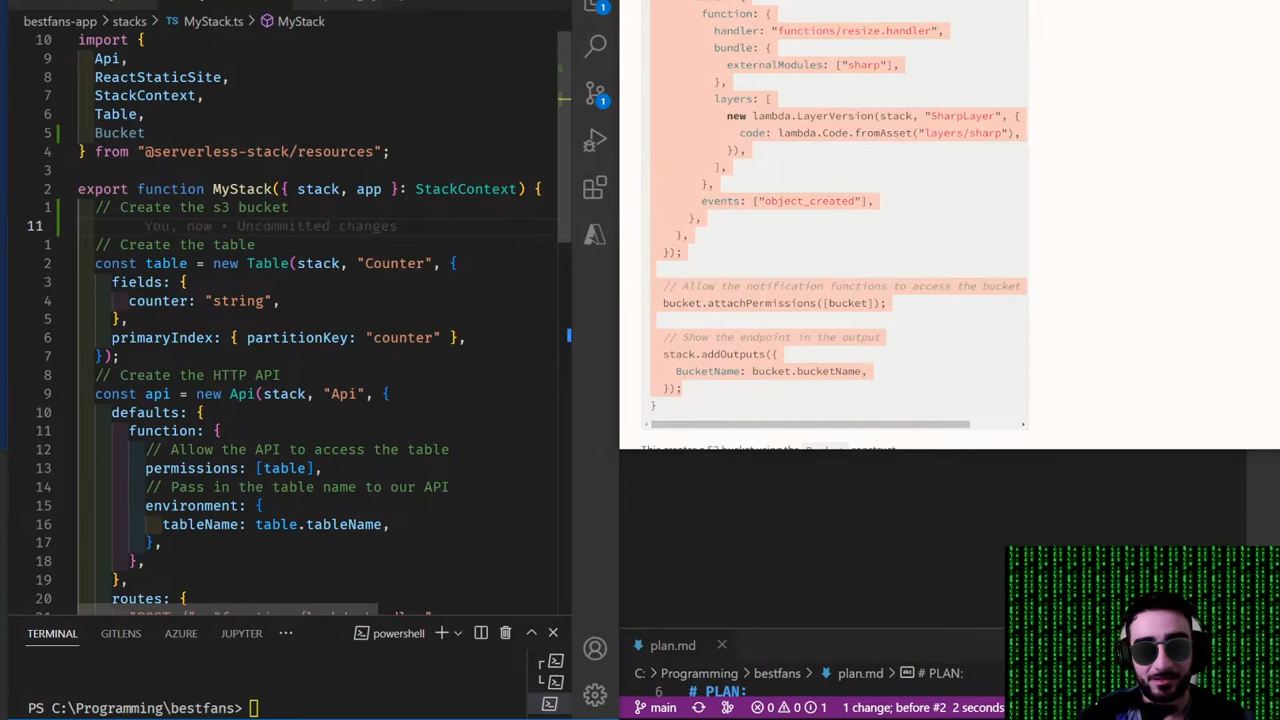 bestfans-app > stacks > TS MyStack.ts > MyStack
10 import {
9 Api,
8 ReactStaticSite,
7 StackContext,
6 Table,
5 Bucket
4 } from "@serverless-stack/resources";
3
2 export function MyStack({ stack, app }: StackContext) {
1 // Create the s3 bucket
11 You, now • Uncommitted changes
1 // Create the table
2 const table = new Table(stack, "Counter", {
3 fields: {
4 counter: "string",
5 },
6 primaryIndex: { partitionKey: "counter" },
7 });
8 // Create the HTTP API
9 const api = new Api(stack, "Api", {
10 defaults: {
11 function: {
12 // Allow the API to access the table
13 permissions: [table],
14 // Pass in the table name to our API
15 environment: {
16 tableName: table.tableName,
17 },
18 },
19 },
20 routes: {
TERMINAL GITLENS AZURE JUPYTER ··· powershell
PS C:\Programming\bestfans>
1
1
function: {
handler: "functions/resize.handler",
bundle: {
externalModules: ["sharp"],
},
layers: [
new lambda.LayerVersion(stack, "SharpLayer", {
code: lambda.Code.fromAsset("layers/sharp"),
}),
],
},
events: ["object_created"],
},
},
});
// Allow the notification functions to access the bucket
bucket.attachPermissions([bucket]);
// Show the endpoint in the output
stack.addOutputs({
BucketName: bucket.bucketName,
});
}
plan.md
C: > Programming > bestfans > plan.md > # PLAN:
6 # PLAN:
main 0 0 1 1 change; before #2 2 seconds